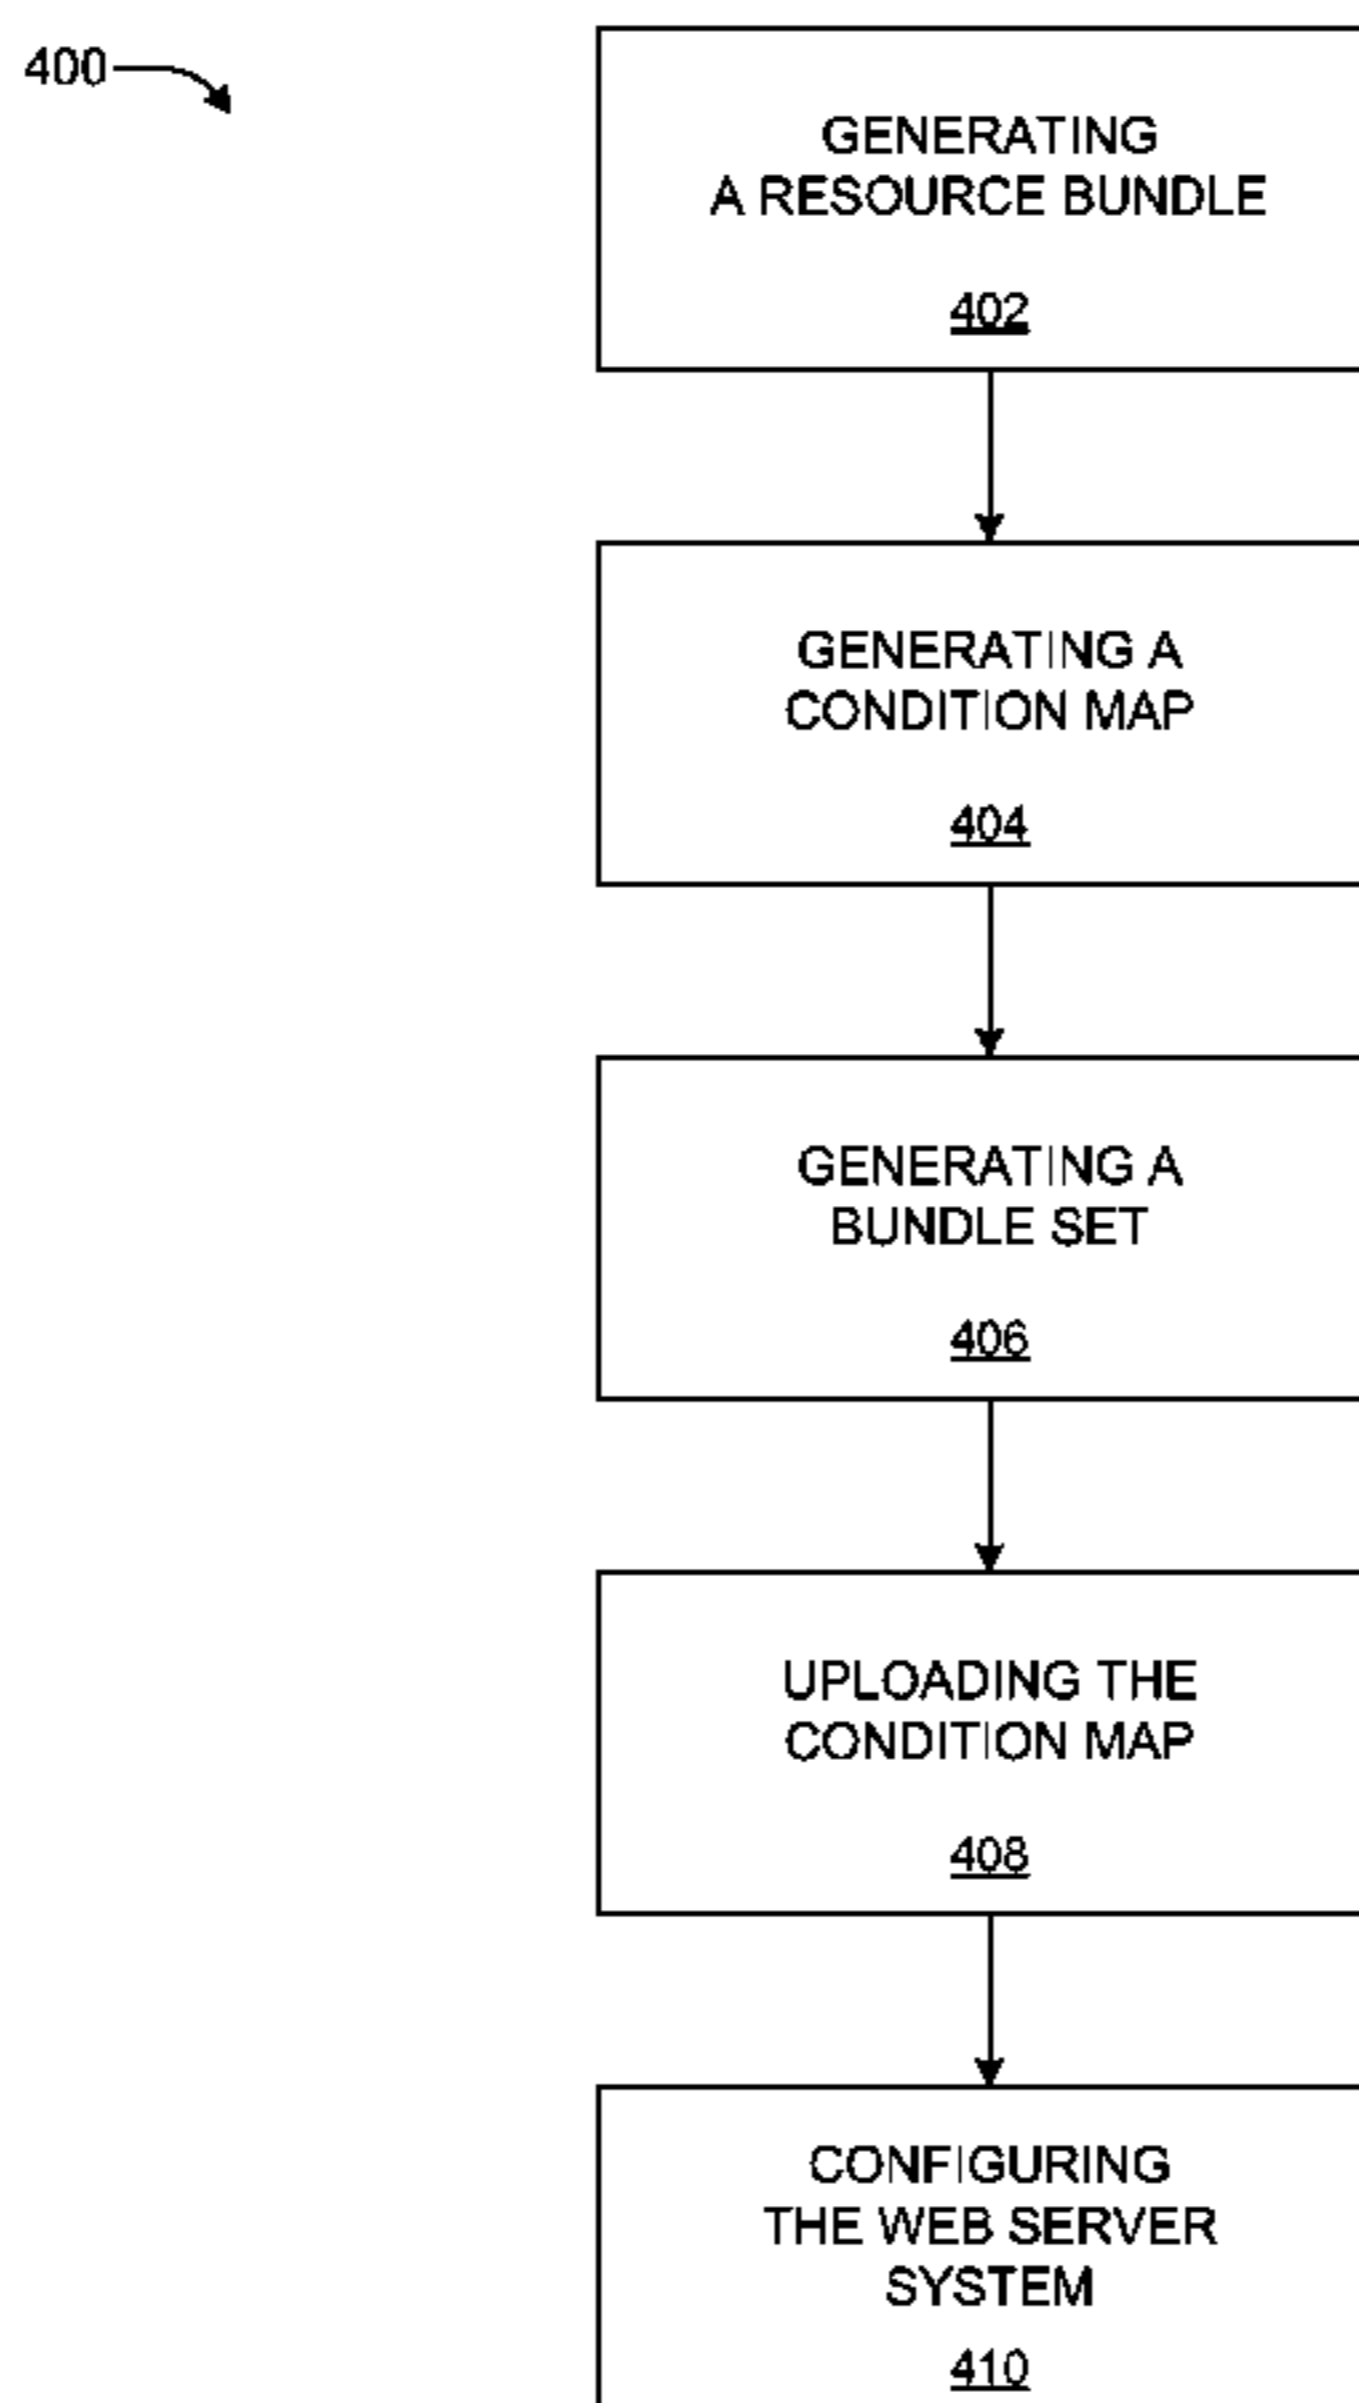 400
GENERATING
A RESOURCE BUNDLE
402
GENERATING A
CONDITION MAP
404
GENERATING A
BUNDLE SET
406
UPLOADING THE
CONDITION MAP
408
CONFIGURING
THE WEB SERVER
SYSTEM
410